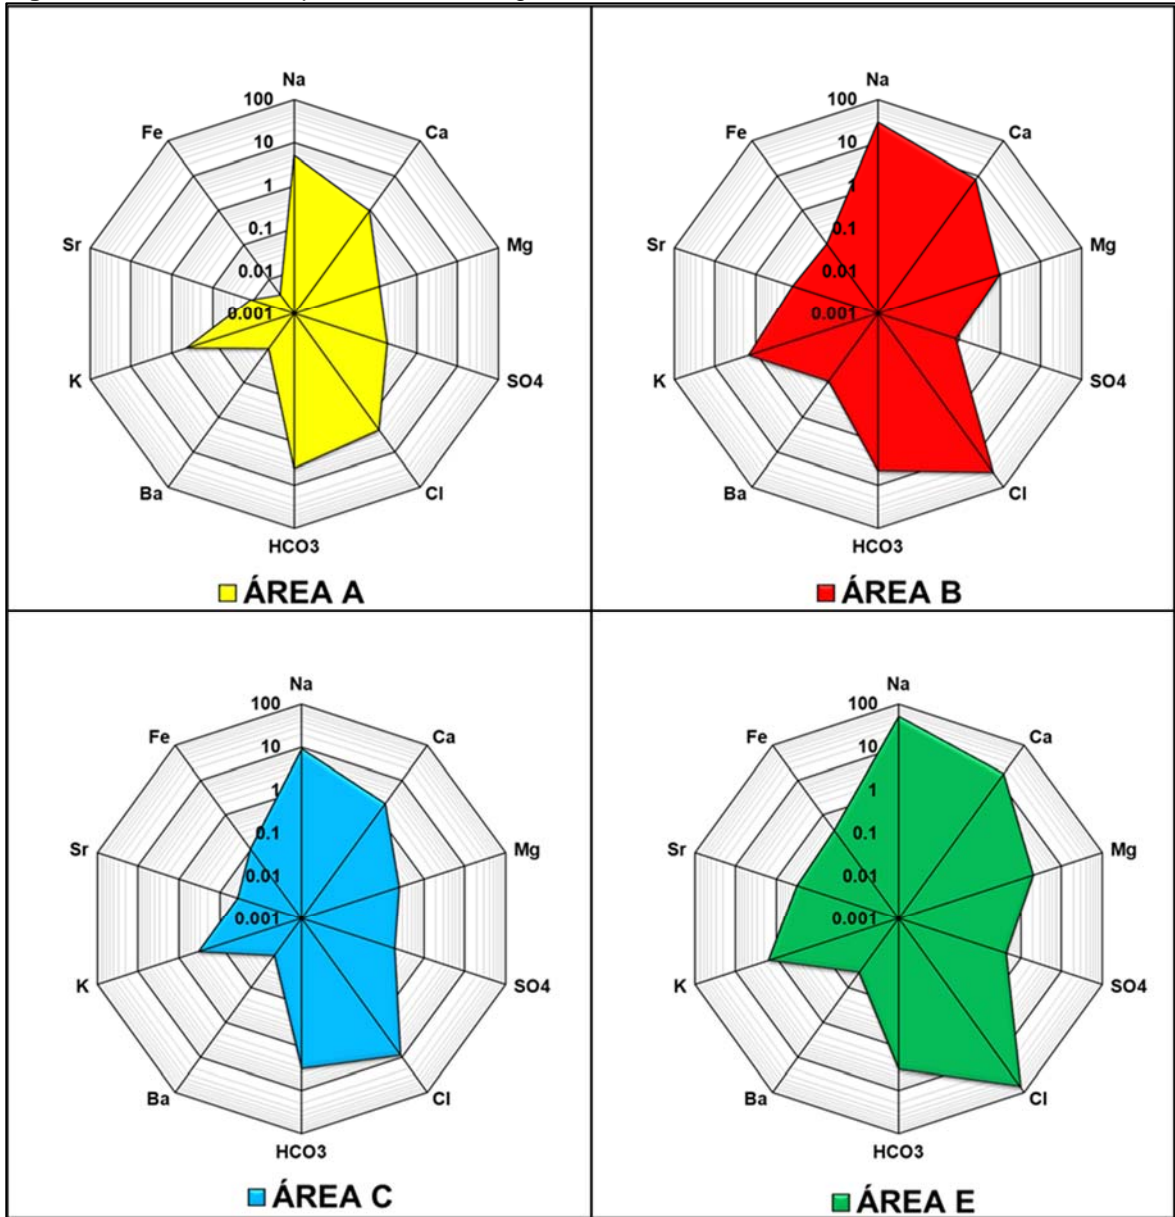 Na
100
Fe
Ca
10
1
Sr
0.1
Mg
0.01
0.001
K
SO4
Ba
Cl
HCO3
ÁREA A
Na
100
Fe
Ca
10
1
Sr
0.1
Mg
0.01
0.001
K
SO4
Ba
Cl
HCO3
ÁREA B
Na
100
Fe
Ca
10
1
Sr
0.1
Mg
0.01
0.001
K
SO4
Ba
Cl
HCO3
ÁREA C
Na
100
Fe
Ca
10
1
Sr
0.1
Mg
0.01
0.001
K
SO4
Ba
Cl
HCO3
ÁREA E